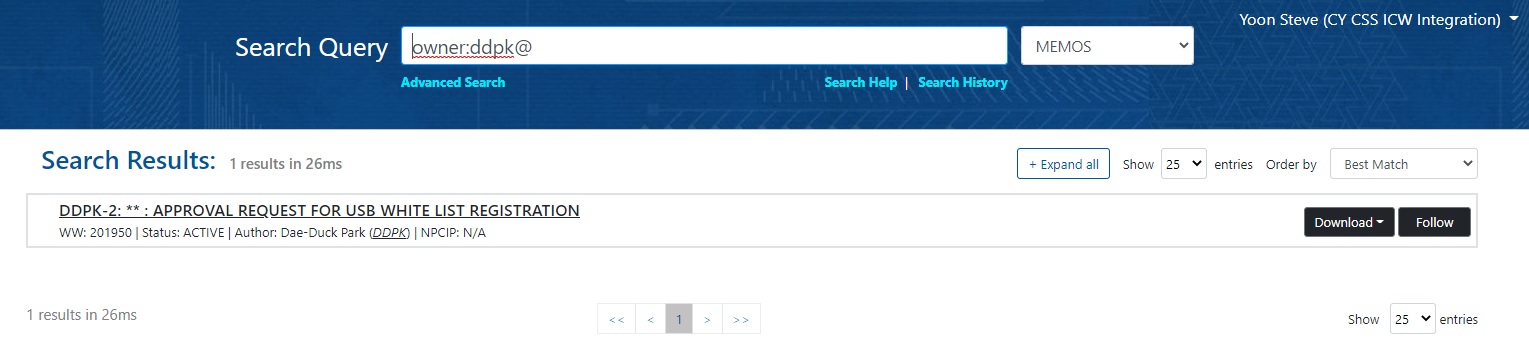 Yoon Steve (CY CSS ICW Integration)
Search Query owner:ddpk@ MEMOS
Advanced Search Search Help | Search History
Search Results: 1 results in 26ms + Expand all Show 25 entries Order by Best Match
DDPK-2: ** : APPROVAL REQUEST FOR USB WHITE LIST REGISTRATION
WW: 201950 | Status: ACTIVE | Author: Dae-Duck Park (DDPK) | NPCIP: N/A
Download Follow
1 results in 26ms << < 1 > >> Show 25 entries